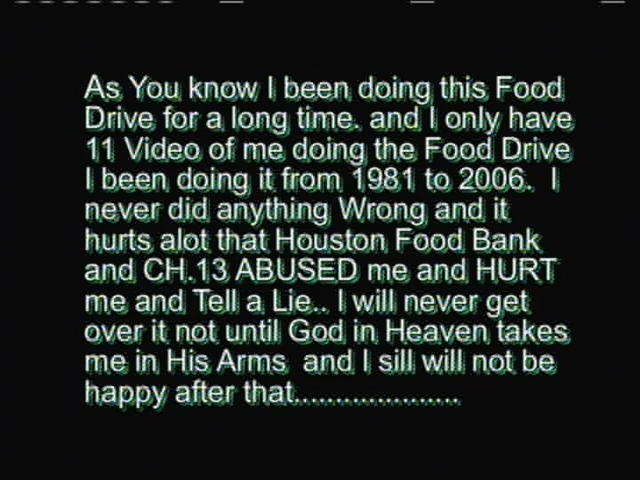 As You know I been doing this Food
Drive for a long time. and I only have
11 Video of me doing the Food Drive
I been doing it from 1981 to 2006.  I
never did anything Wrong and it
hurts alot that Houston Food Bank
and CH.13 ABUSED me and HURT
me and Tell a Lie.. I will never get
over it not until God in Heaven takes
me in His Arms  and I sill will not be
happy after that....................